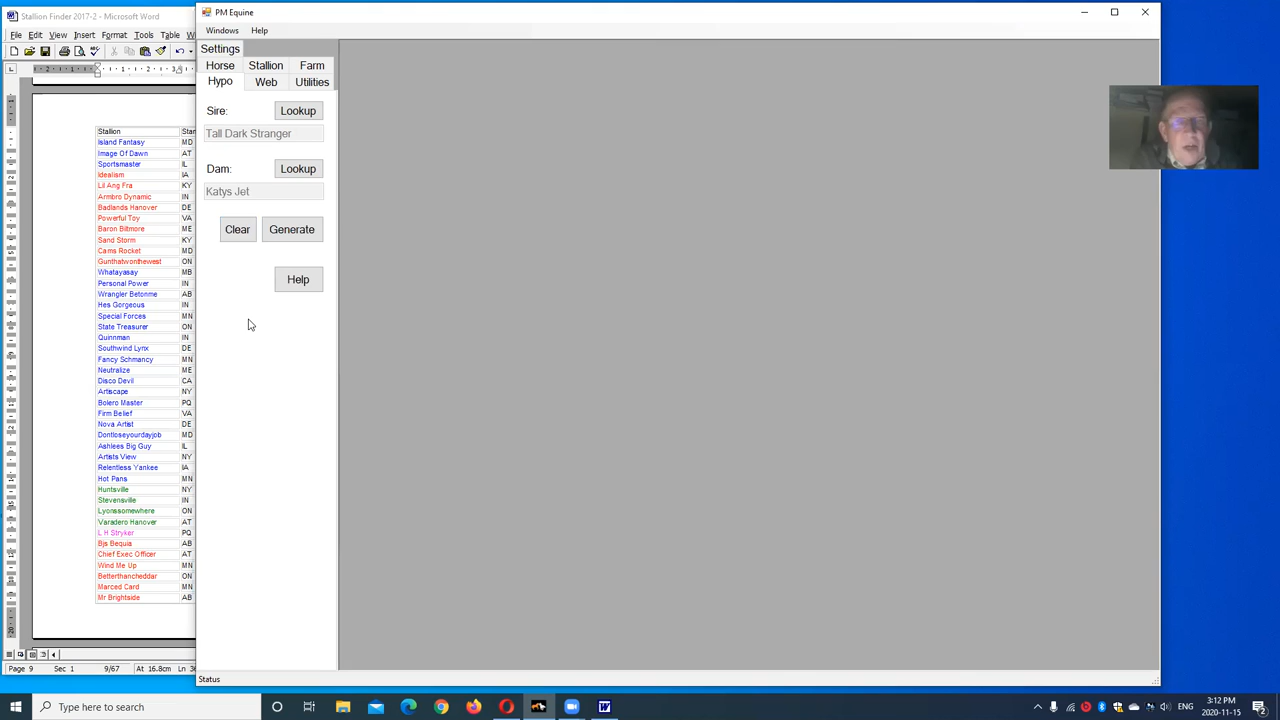 Stallion Finder 2017-2 - Microsoft Word
File Edit View Insert Format Tools Table
Page 9 Sec 1 9/67 At 16.8cm Ln
Stallion
Island Fantasy MD
Image Of Dawn AT
Sportsmaster IL
Idealism IA
Lil Ang Fra KY
Armbro Dynamic IN
Badlands Hanover DE
Powerful Toy VA
Baron Biltmore ME
Sand Storm KY
Cams Rocket MD
Gunthatwonthewest ON
Whatayasay MB
Personal Power IN
Wrangler Betonme AB
Hes Gorgeous IN
Special Forces MN
State Treasurer ON
Quinnman IN
Southwind Lynx DE
Fancy Schmancy MN
Neutralize ME
Disco Devil CA
Artiscape NY
Bolero Master PQ
Firm Belief VA
Nova Artist DE
Dontloseyourdayjob MD
Ashlees Big Guy IL
Artists View NY
Relentless Yankee IA
Hot Pans MN
Huntsville NY
Stevensville IN
Lyonssomewhere ON
Varadero Hanover AT
L H Stryker PQ
Bjs Bequia AB
Chief Exec Officer AT
Wind Me Up MN
Betterthancheddar ON
Marced Card MN
Mr Brightside AB
PM Equine
Windows Help
Settings
Horse Stallion Farm
Hypo Web Utilities
Sire: Lookup
Tall Dark Stranger
Dam: Lookup
Katys Jet
Clear Generate
Help
Status
Type here to search
3:12 PM
2020-11-15